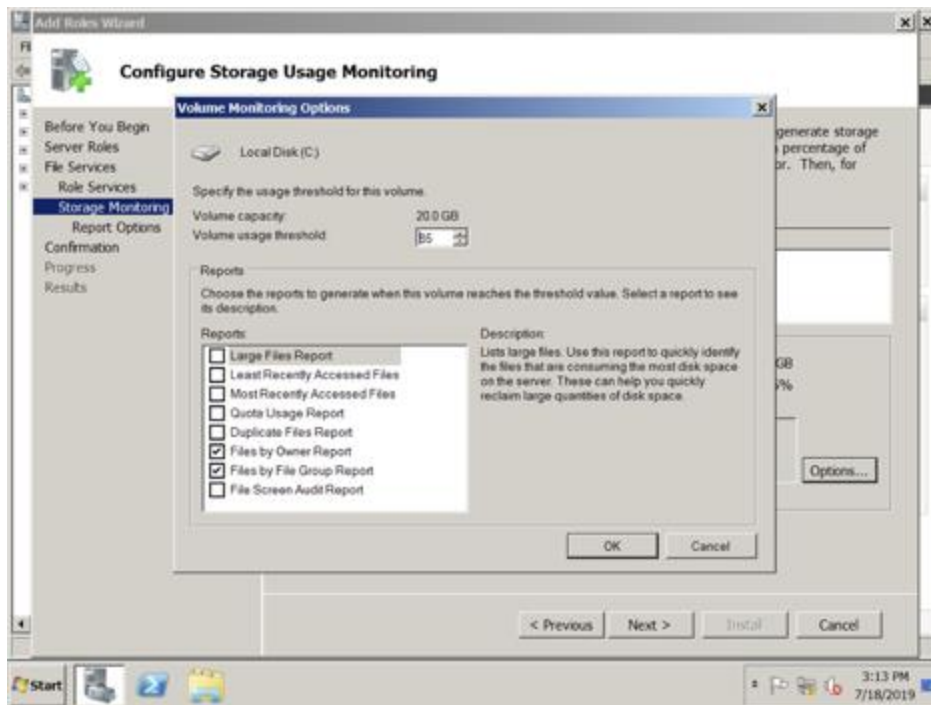 Add Roles Wizard
Configure Storage Usage Monitoring
Volume Monitoring Options
Before You Begin
Server Roles
File Services
Role Services
Storage Monitoring
Report Options
Confirmation
Progress
Results
Local Disk (C:)
Specify the usage threshold for this volume.
Volume capacity: 20.0 GB
Volume usage threshold:
Reports
Choose the reports to generate when this volume reaches the threshold value. Select a report to see
its description.
Reports:
Large Files Report
Least Recently Accessed Files
Most Recently Accessed Files
Quota Usage Report
Duplicate Files Report
Files by Owner Report
Files by File Group Report
File Screen Audit Report
Description:
Lists large files. Use this report to quickly identify
the files that are consuming the most disk space
on the server. These can help you quickly
reclaim large quantities of disk space.
OK
Cancel
generate storage
percentage of
or. Then, for
GB
5%
Options...
< Previous
Next >
Install
Cancel
Start
3:13 PM
7/18/2019